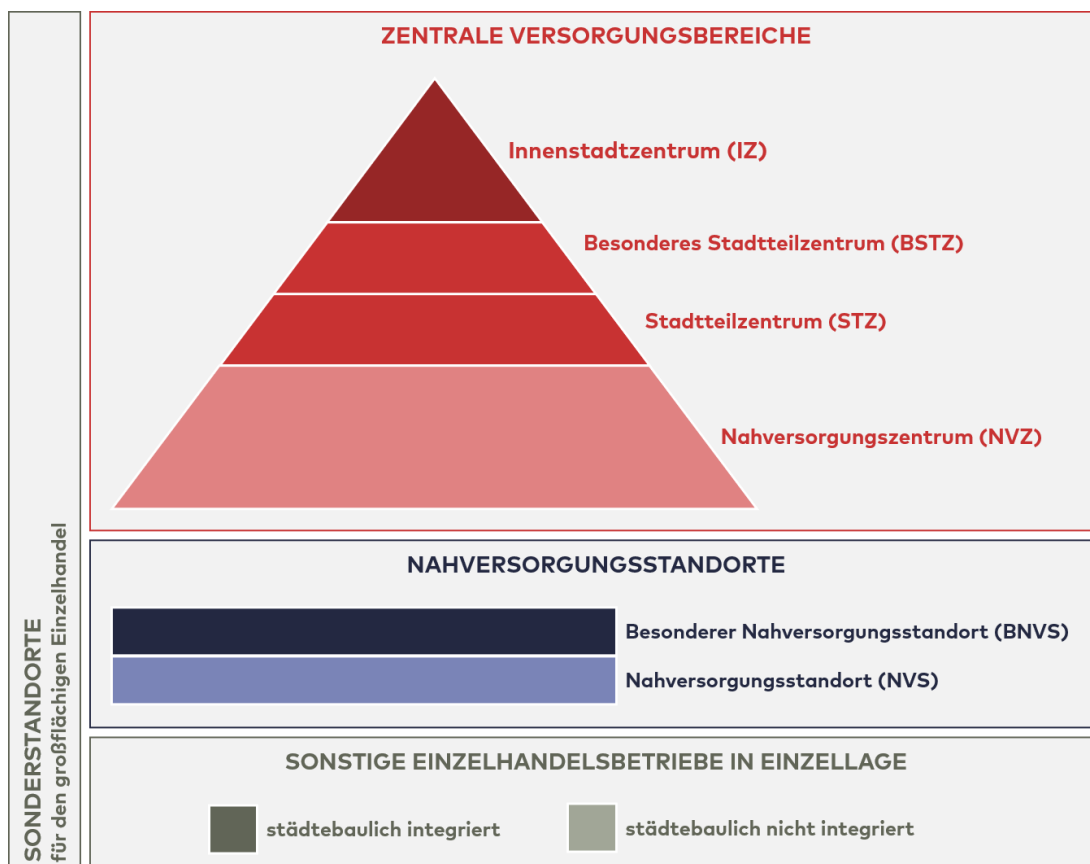 ZENTRALE VERSORGUNGSBEREICHE
Innenstadtzentrum (IZ)
Besonderes Stadtteilzentrum (BSTZ)
Stadtteilzentrum (STZ)
Nahversorgungszentrum (NVZ)
NAHVERSORGUNGSSTANDORTE
Besonderer Nahversorgungsstandort (BNVS)
Nahversorgungsstandort (NVS)
SONSTIGE EINZELHANDELSBETRIEBE IN EINZELLAGE
städtebaulich integriert
städtebaulich nicht integriert
SONDERSTANDORTE
für den großflächigen Einzelhandel